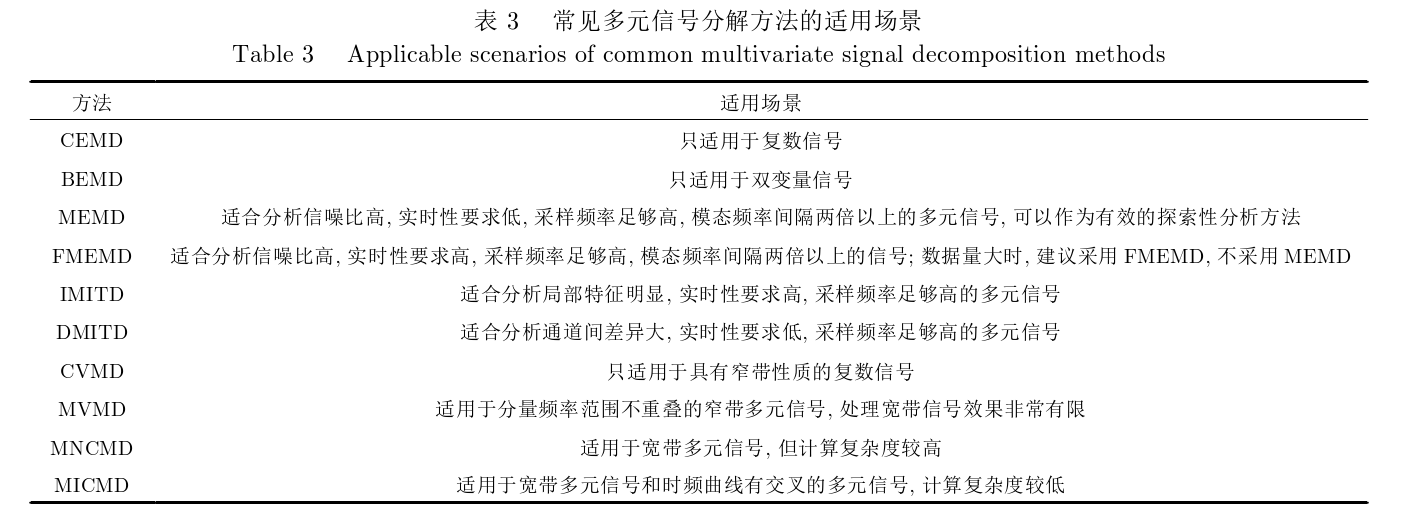 表 3 常见多元信号分解方法的适用场景
Table 3 Applicable scenarios of common multivariate signal decomposition methods
方法 适用场景
CEMD 只适用于复数信号
BEMD 只适用于双变量信号
MEMD 适合分析信噪比高, 实时性要求低, 采样频率足够高, 模态频率间隔两倍以上的多元信号, 可以作为有效的探索性分析方法
FMEMD 适合分析信噪比高, 实时性要求高, 采样频率足够高, 模态频率间隔两倍以上的信号; 数据量大时, 建议采用 FMEMD, 不采用 MEMD
IMITD 适合分析局部特征明显, 实时性要求高, 采样频率足够高的多元信号
DMITD 适合分析通道间差异大, 实时性要求低, 采样频率足够高的多元信号
CVMD 只适用于具有窄带性质的复数信号
MVMD 适用于分量频率范围不重叠的窄带多元信号, 处理宽带信号效果非常有限
MNCMD 适用于宽带多元信号, 但计算复杂度较高
MICMD 适用于宽带多元信号和时频曲线有交叉的多元信号, 计算复杂度较低